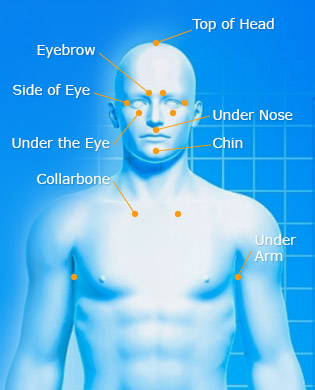 Top of Head
Eyebrow
Side of Eye
Under Nose
Under the Eye
Chin
Collarbone
Under
Arm